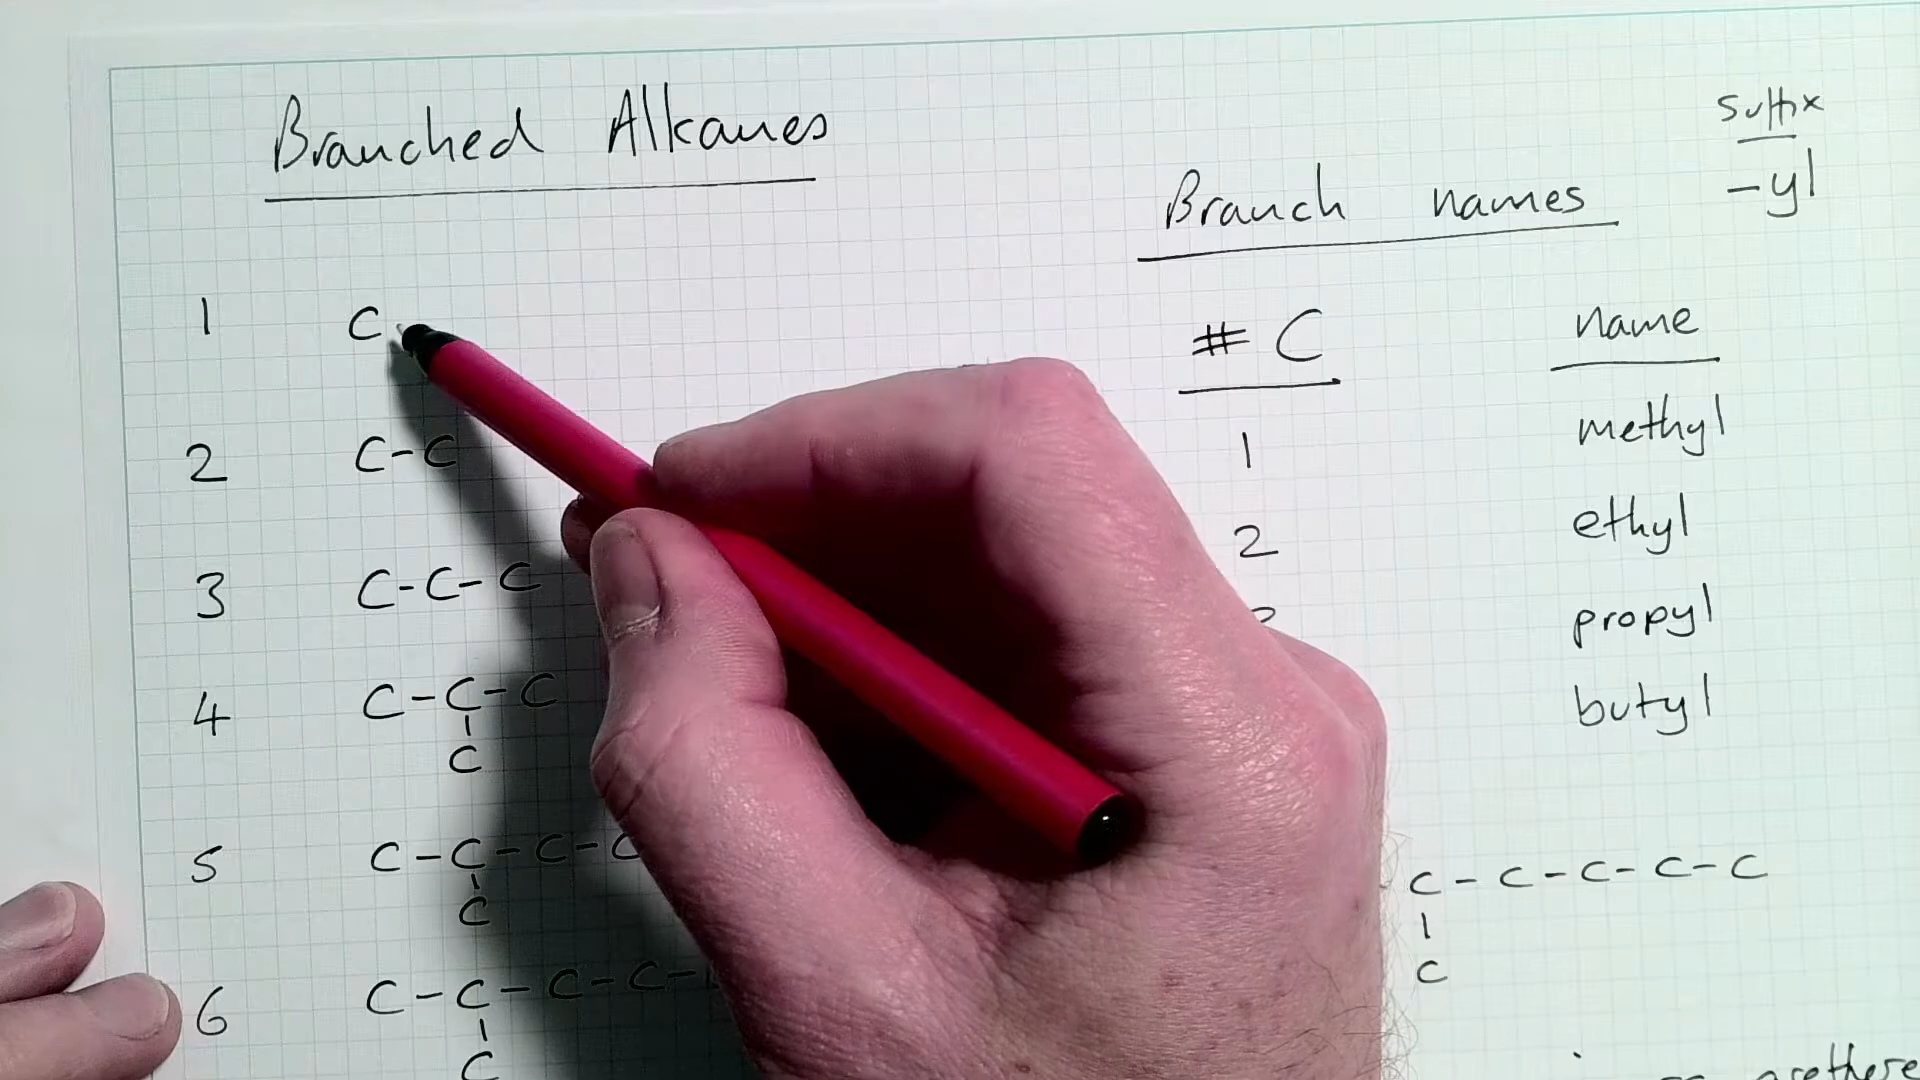 Branched Alkanes
1 C
2 C-C
3 C-C-C
4 C-C-C
C
5 C-C-C-C
C
6 C-C-C-C-
C
suffix
-yl
Branch names
# C name
1 methyl
2 ethyl
propyl
butyl
C-C-C-C-C
C